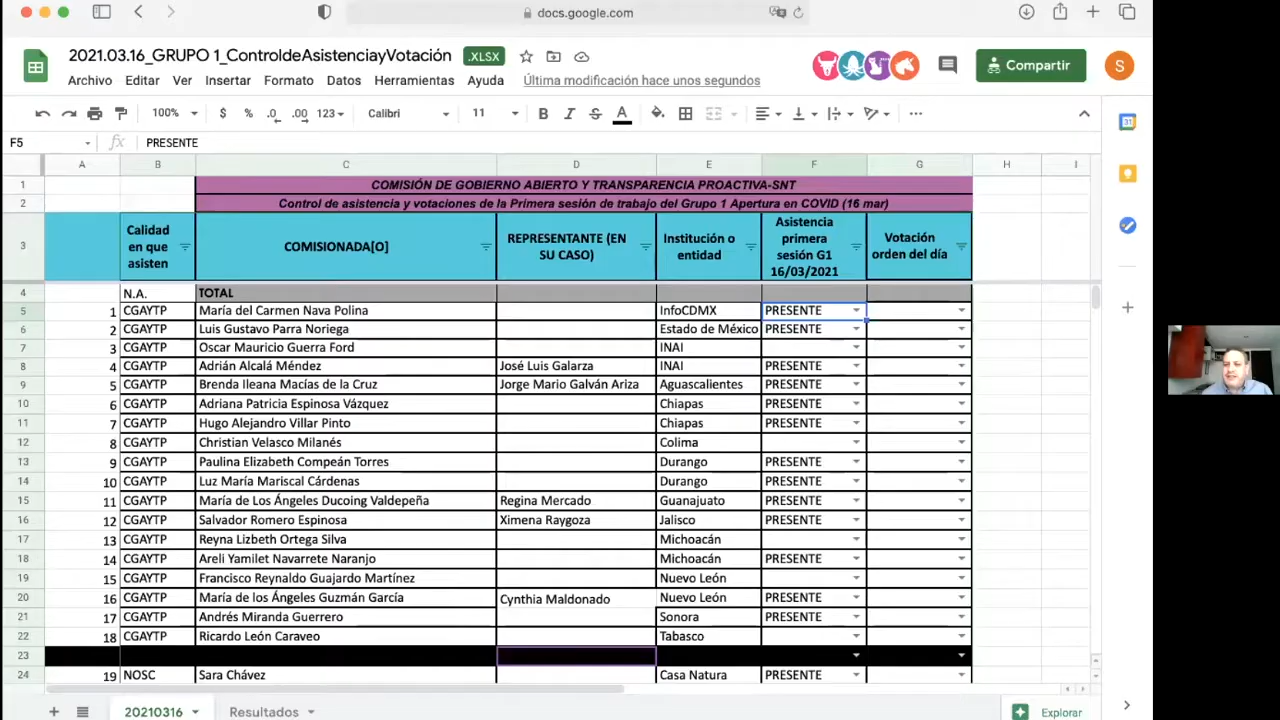 docs.google.com
2021.03.16_GRUPO 1_ControldeAsistenciayVotación .XLSX
Compartir
S
Archivo Editar Ver Insertar Formato Datos Herramientas Ayuda Última modificación hace unos segundos
100% $ % .0 .00 123 Calibri 11 B I S A
F5 fx PRESENTE
A B C D E F G H I
1 COMISIÓN DE GOBIERNO ABIERTO Y TRANSPARENCIA PROACTIVA-SNT
2 Control de asistencia y votaciones de la Primera sesión de trabajo del Grupo 1 Apertura en COVID (16 mar)
3 Calidad en que asisten COMISIONADA[O] REPRESENTANTE (EN SU CASO) Institución o entidad Asistencia primera sesión G1 16/03/2021 Votación orden del día
4 N.A. TOTAL
5 1 CGAYTP María del Carmen Nava Polina InfoCDMX PRESENTE
6 2 CGAYTP Luis Gustavo Parra Noriega Estado de México PRESENTE
7 3 CGAYTP Oscar Mauricio Guerra Ford INAI
8 4 CGAYTP Adrián Alcalá Méndez José Luis Galarza INAI PRESENTE
9 5 CGAYTP Brenda Ileana Macías de la Cruz Jorge Mario Galván Ariza Aguascalientes PRESENTE
10 6 CGAYTP Adriana Patricia Espinosa Vázquez Chiapas PRESENTE
11 7 CGAYTP Hugo Alejandro Villar Pinto Chiapas PRESENTE
12 8 CGAYTP Christian Velasco Milanés Colima
13 9 CGAYTP Paulina Elizabeth Compeán Torres Durango PRESENTE
14 10 CGAYTP Luz María Mariscal Cárdenas Durango PRESENTE
15 11 CGAYTP María de Los Ángeles Ducoing Valdepeña Regina Mercado Guanajuato PRESENTE
16 12 CGAYTP Salvador Romero Espinosa Ximena Raygoza Jalisco PRESENTE
17 13 CGAYTP Reyna Lizbeth Ortega Silva Michoacán
18 14 CGAYTP Areli Yamilet Navarrete Naranjo Michoacán PRESENTE
19 15 CGAYTP Francisco Reynaldo Guajardo Martínez Nuevo León
20 16 CGAYTP María de los Ángeles Guzmán García Cynthia Maldonado Nuevo León PRESENTE
21 17 CGAYTP Andrés Miranda Guerrero Sonora PRESENTE
22 18 CGAYTP Ricardo León Caraveo Tabasco
23
24 19 NOSC Sara Chávez Casa Natura PRESENTE
20210316 Resultados Explorar